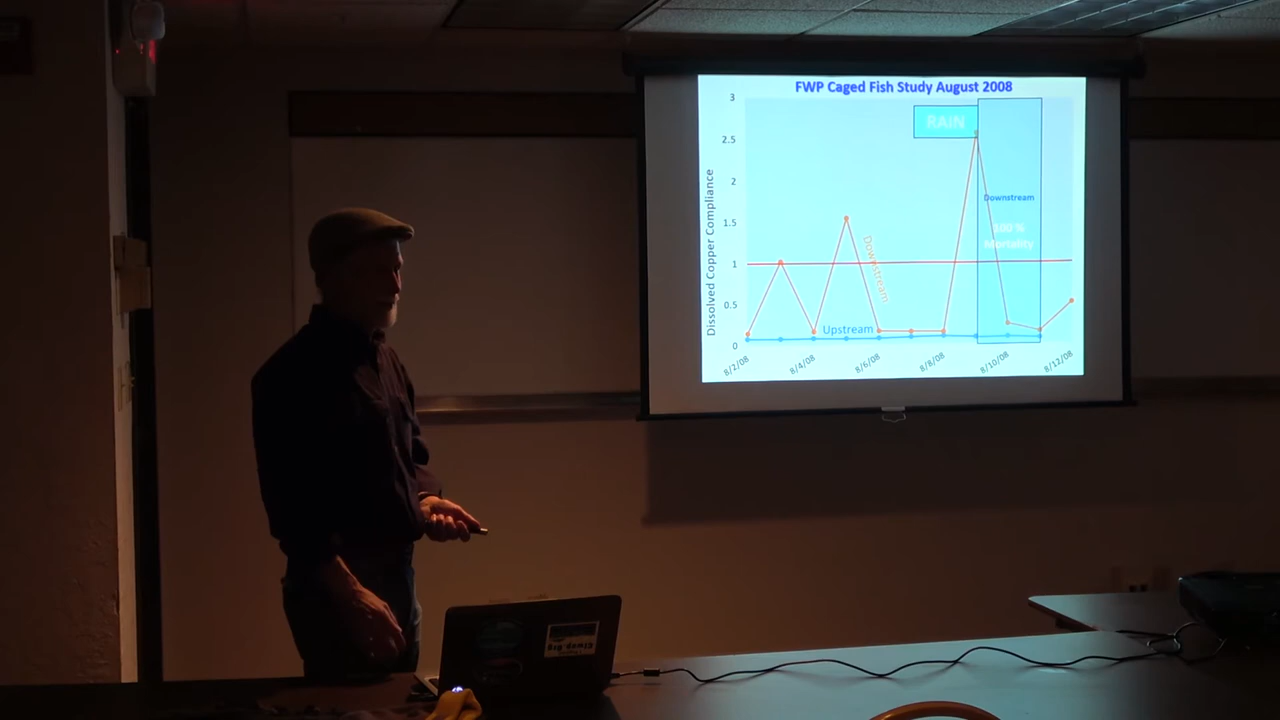 FWP Caged Fish Study August 2008
3
RAIN
2.5
2
Downstream
1.5
100 %
Mortality
Downstream
1
0.5
Upstream
0
Dissolved Copper Compliance
8/2/08
8/4/08
8/6/08
8/8/08
8/10/08
8/12/08